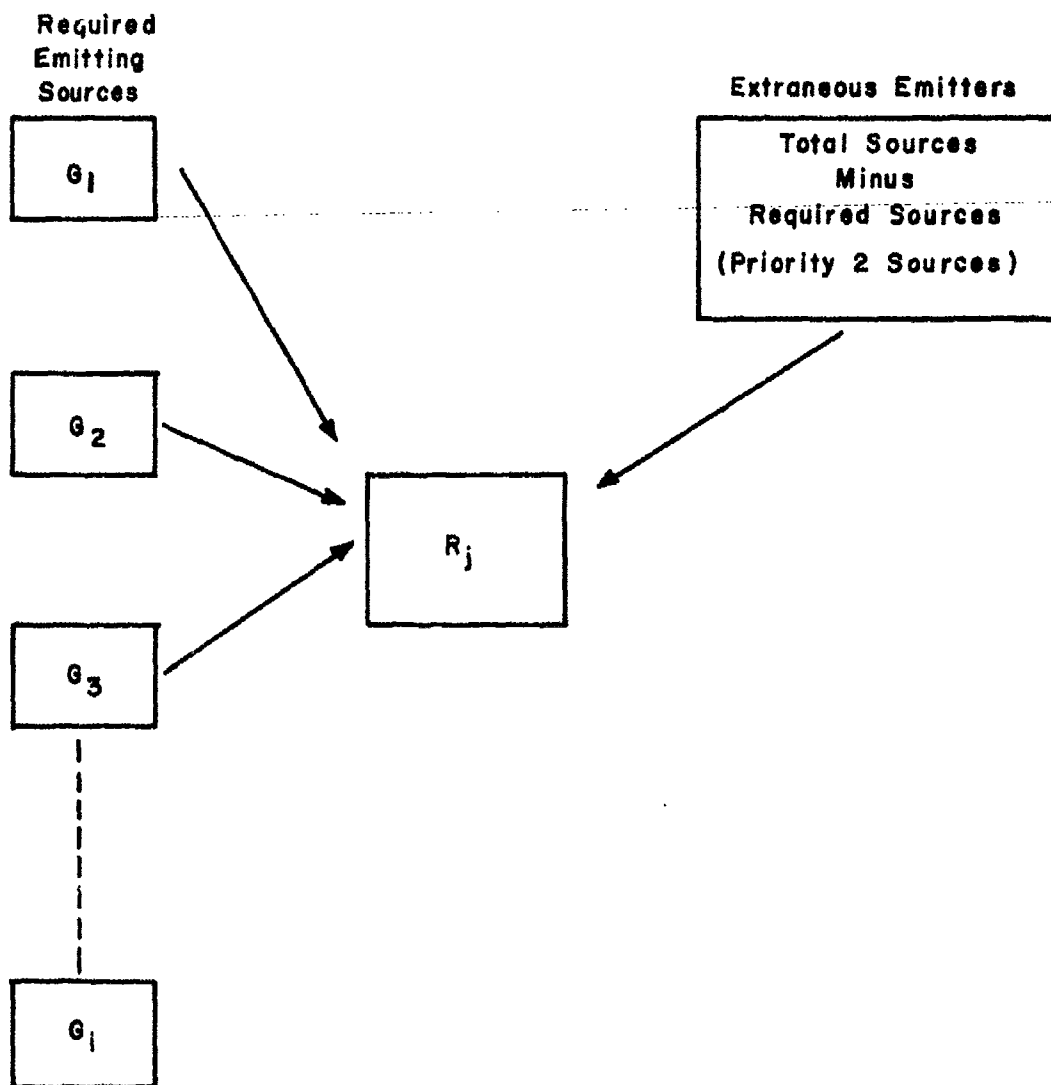 Required
Emitting
Sources
G1
G2
G3
Gi
Rj
Extraneous Emitters
Total Sources
Minus
Required Sources
(Priority 2 Sources)